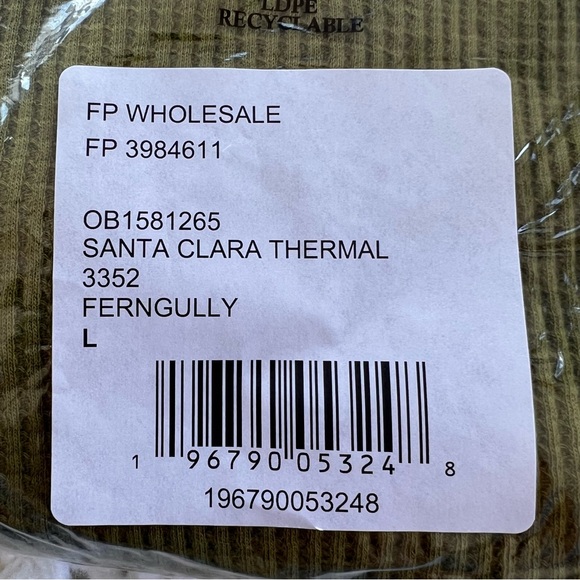 LDPE
RECYCLABLE
FP WHOLESALE
FP 3984611
OB1581265
SANTA CLARA THERMAL
3352
FERNGULLY
L
1 96790 05324 8
196790053248